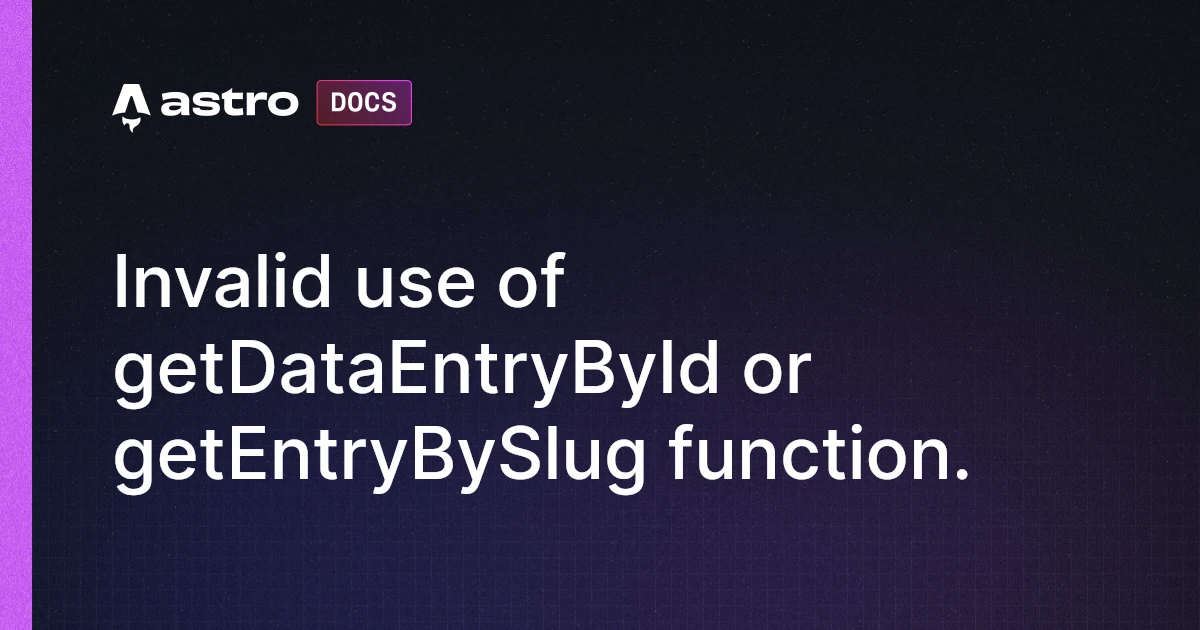 astro DOCS
Invalid use of
getDataEntryById or
getEntryBySlug function.